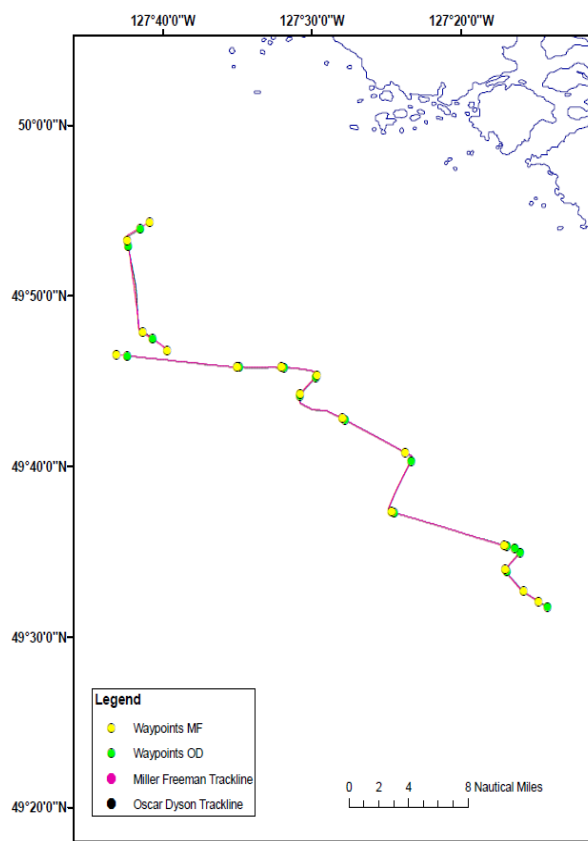 127°40'0"W 127°30'0"W 127°20'0"W
50°0'0"N
49°50'0"N
49°40'0"N
49°30'0"N
49°20'0"N
Legend
Waypoints MF
Waypoints OD
Miller Freeman Trackline
Oscar Dyson Trackline
0 2 4 8 Nautical Miles